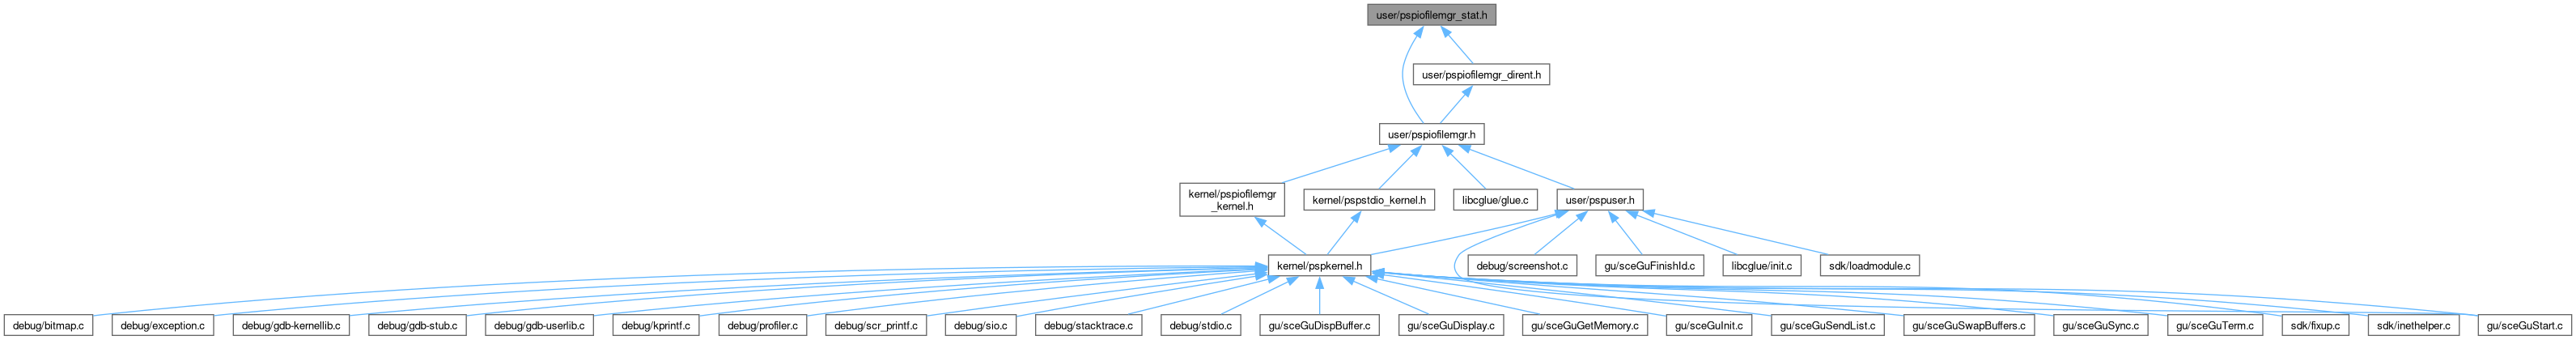 user/pspiofilemgr_stat.h
user/pspiofilemgr_dirent.h
user/pspiofilemgr.h
kernel/pspiofilemgr
_kernel.h
kernel/pspstdio_kernel.h
libcglue/glue.c
user/pspuser.h
kernel/pspkernel.h
debug/screenshot.c
gu/sceGuFinishId.c
libcglue/init.c
sdk/loadmodule.c
debug/bitmap.c
debug/exception.c
debug/gdb-kernellib.c
debug/gdb-stub.c
debug/gdb-userlib.c
debug/kprintf.c
debug/profiler.c
debug/scr_printf.c
debug/sio.c
debug/stacktrace.c
debug/stdio.c
gu/sceGuDispBuffer.c
gu/sceGuDisplay.c
gu/sceGuGetMemory.c
gu/sceGuInit.c
gu/sceGuSendList.c
gu/sceGuSwapBuffers.c
gu/sceGuSync.c
gu/sceGuTerm.c
sdk/fixup.c
sdk/inethelper.c
gu/sceGuStart.c